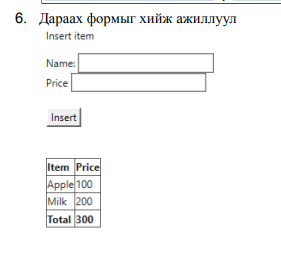 6. Дараах формыг хийж ажиллуул
Insert item
Name:
Price
Insert
Item Price
Apple 100
Milk 200
Total 300